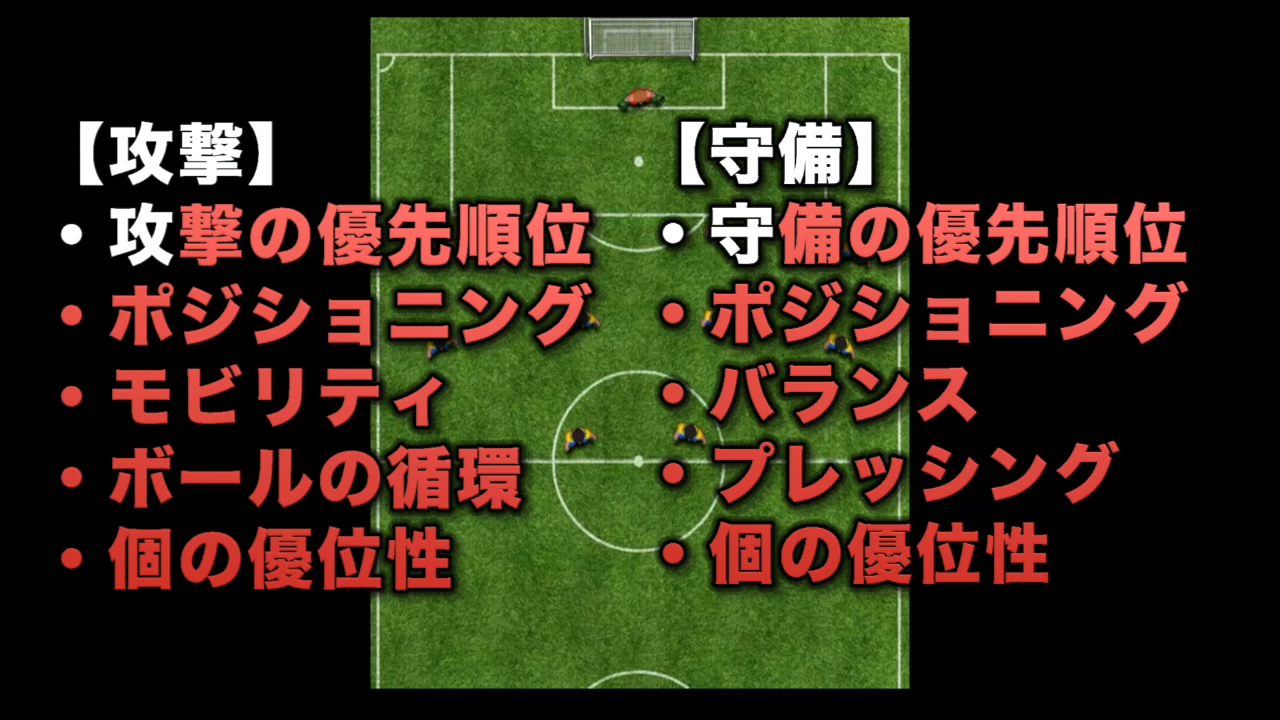 【攻撃】
・攻撃の優先順位
・ポジショニング
・モビリティ
・ボールの循環
・個の優位性
【守備】
・守備の優先順位
・ポジショニング
・バランス
・プレッシング
・個の優位性